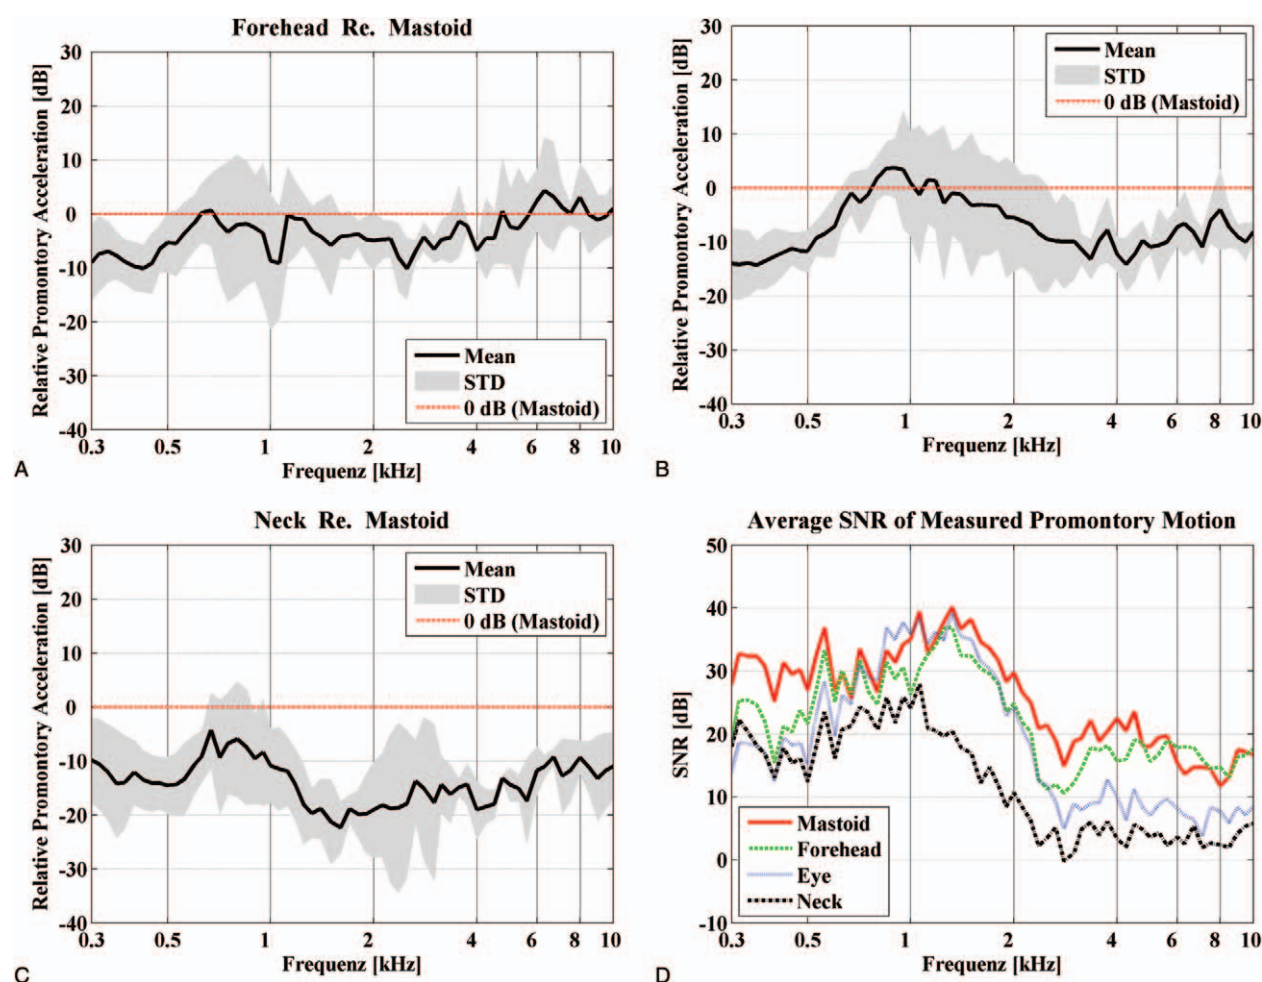 Forehead Re. Mastoid
Relative Promontory Acceleration [dB]
30
20
10
0
-10
-20
-30
-40
Mean
STD
0 dB (Mastoid)
0.3 0.5 1 2 4 6 8 10
Frequenz [kHz]
A
Relative Promontory Acceleration [dB]
30
20
10
0
-10
-20
-30
-40
Mean
STD
0 dB (Mastoid)
0.3 0.5 1 2 4 6 8 10
Frequenz [kHz]
B
Neck Re. Mastoid
Relative Promontory Acceleration [dB]
30
20
10
0
-10
-20
-30
-40
Mean
STD
0 dB (Mastoid)
0.3 0.5 1 2 4 6 8 10
Frequenz [kHz]
C
Average SNR of Measured Promontory Motion
SNR [dB]
50
40
30
20
10
0
-10
Mastoid
Forehead
Eye
Neck
0.3 0.5 1 2 4 6 8 10
Frequenz [kHz]
D